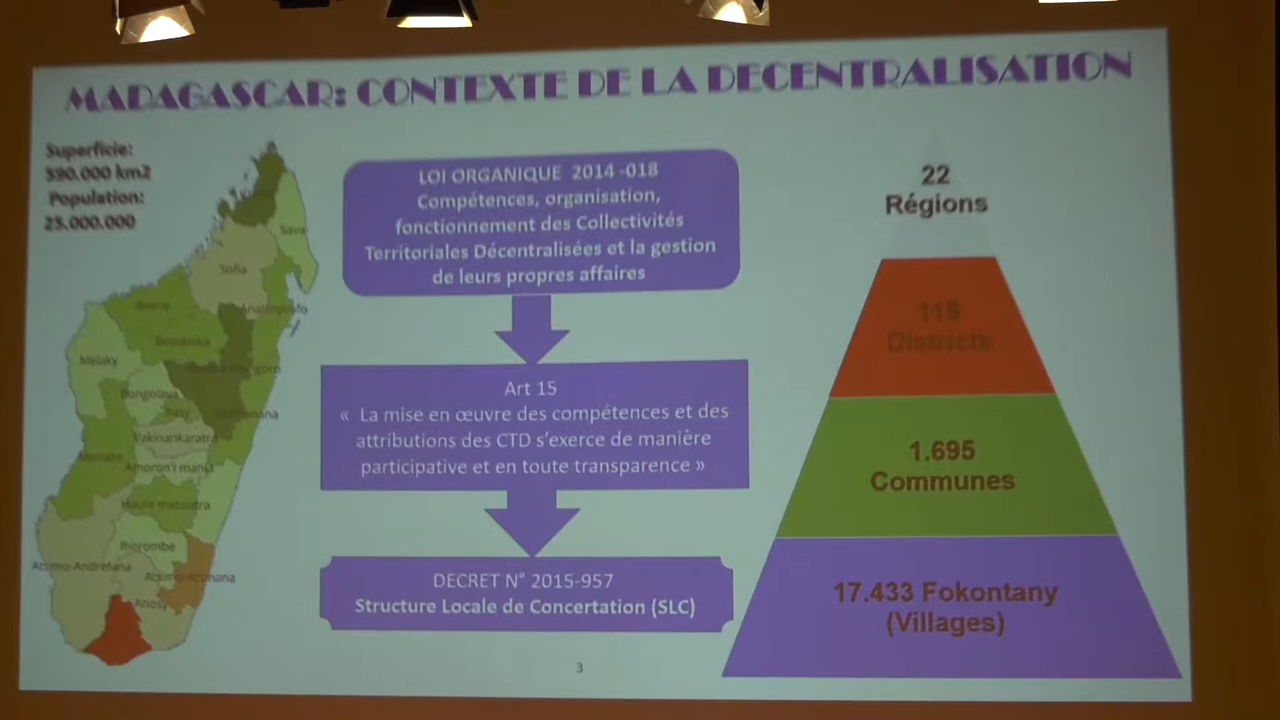 MADAGASCAR: CONTEXTE DE LA DECENTRALISATION
Superficie:
590.000 km2
Population:
25.000.000
Sava
Sofia
Melaky
Bongolava
Itasy
Vakinankaratra
Menabe
Amoron'i mania
Haute matsiatra
Ihorombe
Atsimo-Andrefana
Atsimo-Atsinana
Anosy
LOI ORGANIQUE 2014 -018
Compétences, organisation,
fonctionnement des Collectivités
Territoriales Décentralisées et la gestion
de leurs propres affaires
Art 15
« La mise en œuvre des compétences et des
attributions des CTD s'exerce de manière
participative et en toute transparence »
DECRET N° 2015-957
Structure Locale de Concertation (SLC)
3
22
Régions
119
Districts
1.695
Communes
17.433 Fokontany
(Villages)